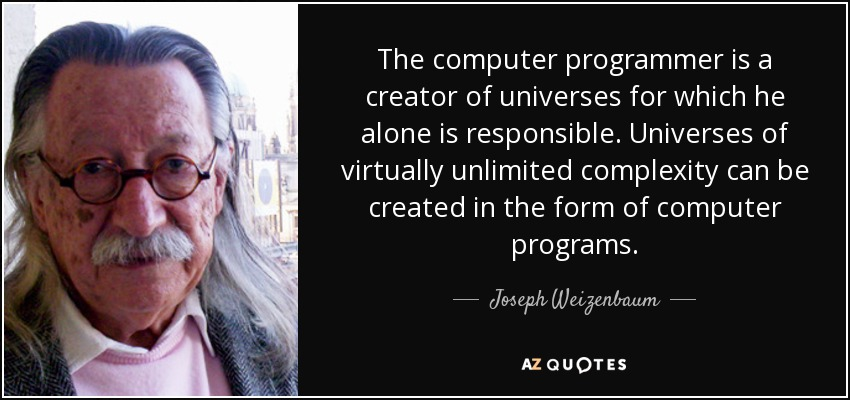 The computer programmer is a
creator of universes for which he
alone is responsible. Universes of
virtually unlimited complexity can be
created in the form of computer
programs.
Joseph Weizenbaum
AZ QUOTES